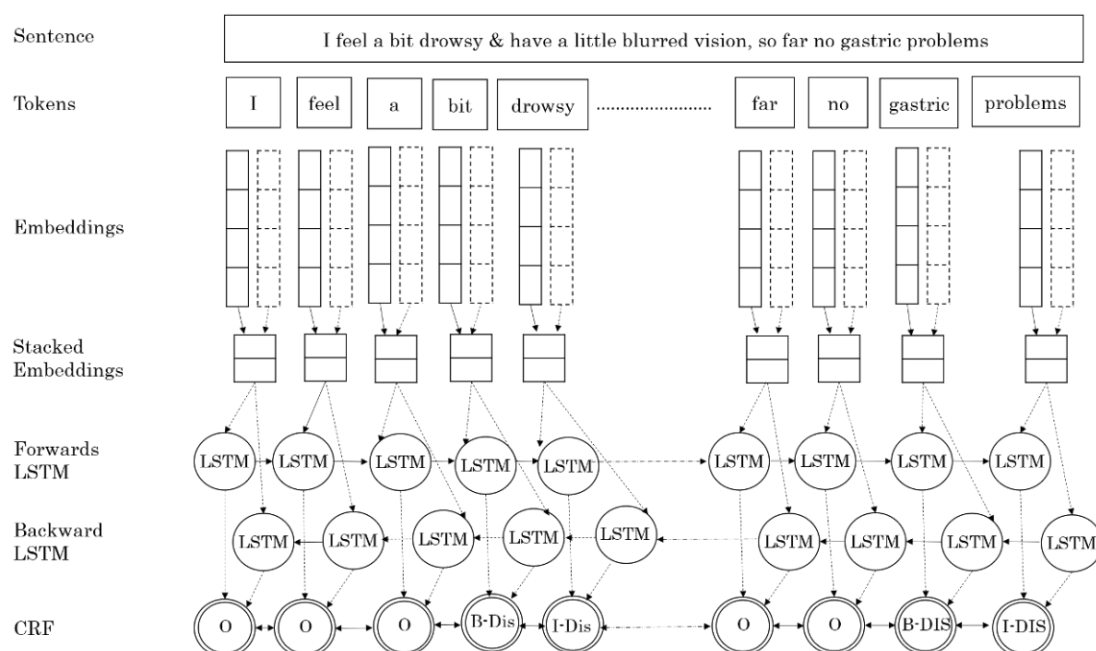 Sentence
I feel a bit drowsy & have a little blurred vision, so far no gastric problems
Tokens
I feel a bit drowsy ........................ far no gastric problems
Embeddings
Stacked
Embeddings
Forwards
LSTM
LSTM LSTM LSTM LSTM LSTM LSTM LSTM LSTM LSTM
Backward
LSTM
LSTM LSTM LSTM LSTM LSTM LSTM LSTM LSTM LSTM
CRF
O O O B-Dis I-Dis O O B-DIS I-DIS